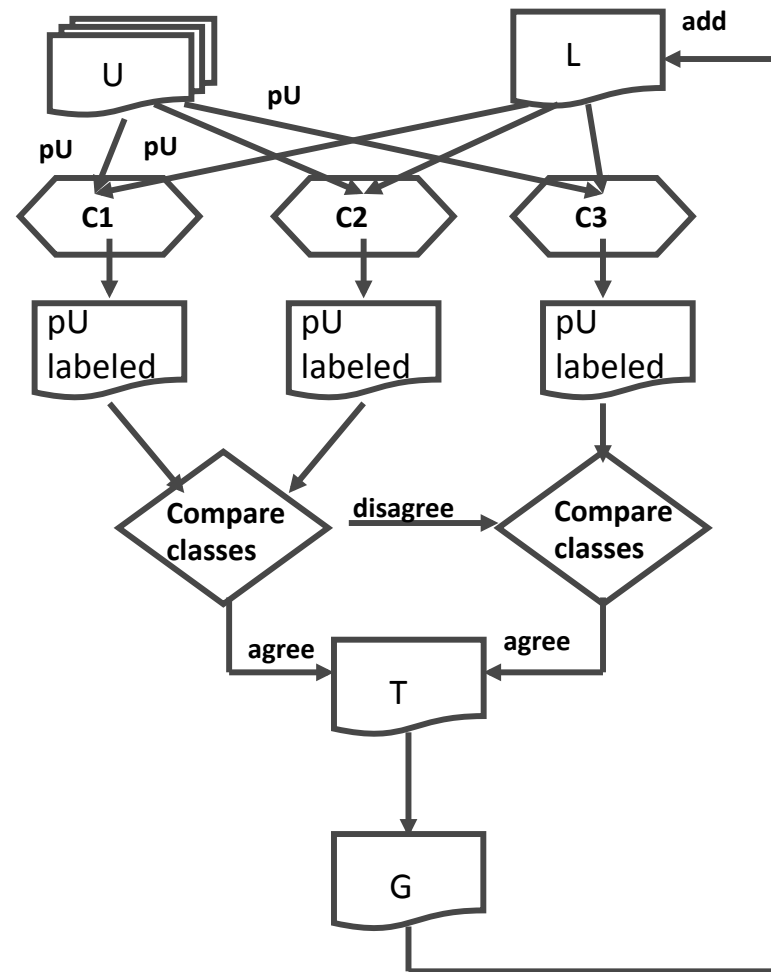 U
L
add
pU
pU
pU
C1
C2
C3
pU
labeled
pU
labeled
pU
labeled
Compare
classes
disagree
Compare
classes
agree
agree
T
G